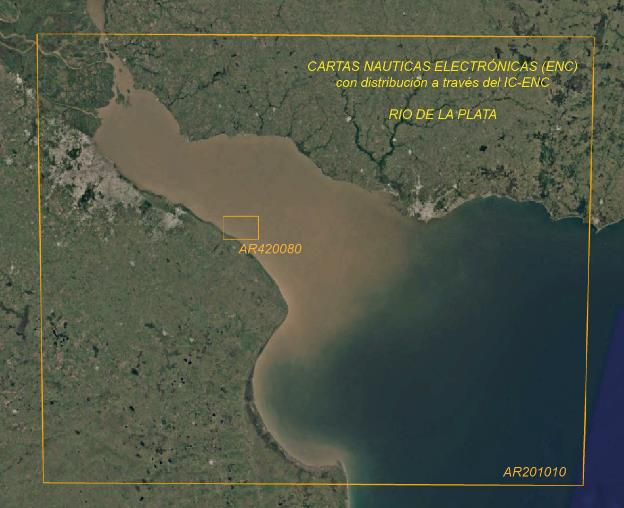 CARTAS NAUTICAS ELECTRÓNICAS (ENC)
con distribución a través del IC-ENC
RIO DE LA PLATA
AR420080
AR201010